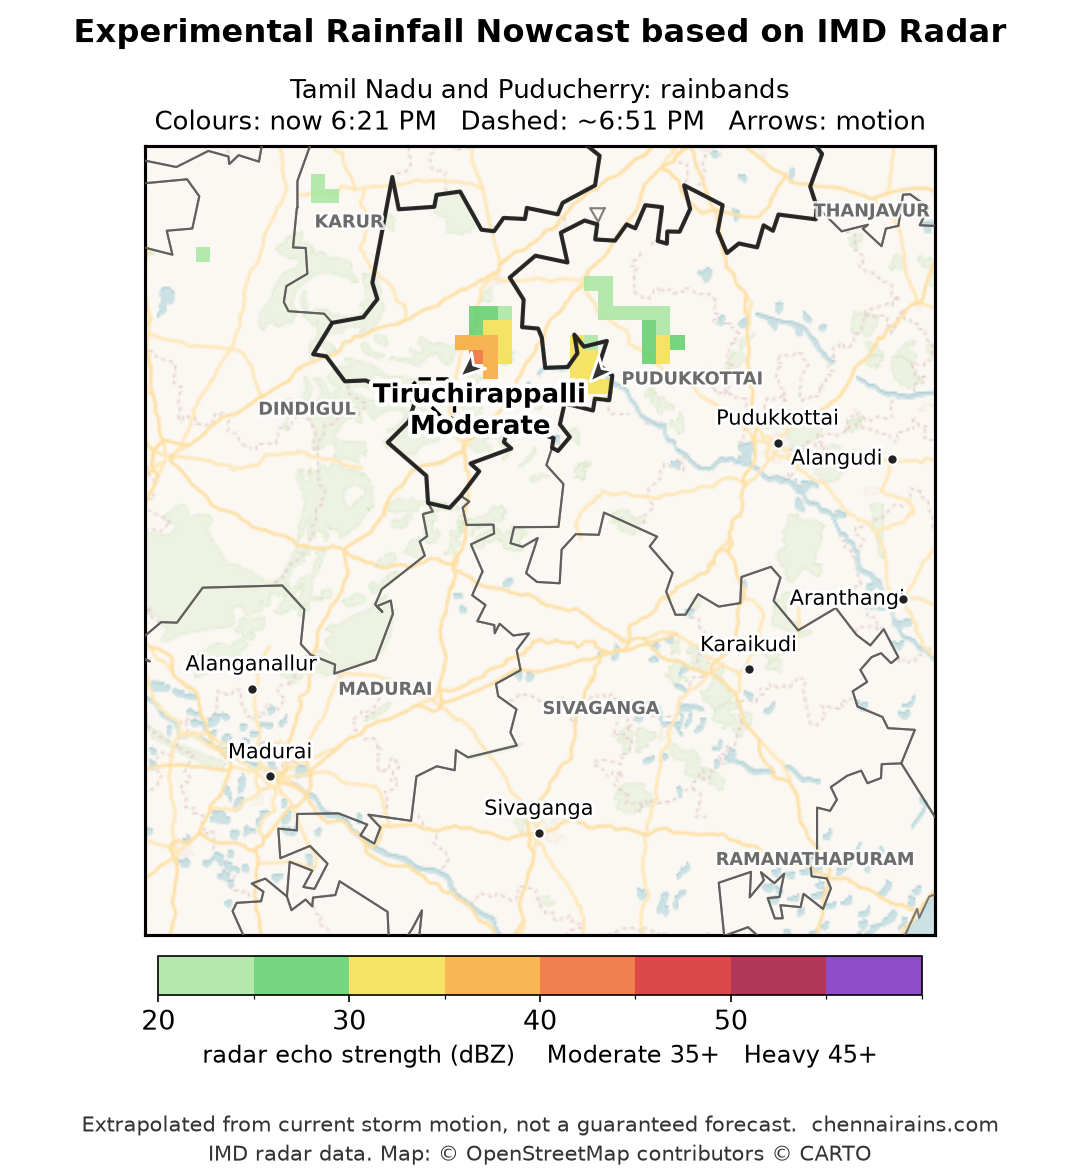 Experimental Rainfall Nowcast based on IMD Radar
Tamil Nadu and Puducherry: rainbands
Colours: now 6:21 PM   Dashed: ~6:51 PM   Arrows: motion
THANJAVUR
KARUR
PUDUKKOTTAI
Tiruchirappalli
Moderate
DINDIGUL
Pudukkottai
Alangudi
Aranthangi
Karaikudi
Alanganallur
MADURAI
SIVAGANGA
Madurai
Sivaganga
RAMANATHAPURAM
20 30 40 50
radar echo strength (dBZ)   Moderate 35+   Heavy 45+
Extrapolated from current storm motion, not a guaranteed forecast.  chennairains.com
IMD radar data. Map: © OpenStreetMap contributors © CARTO